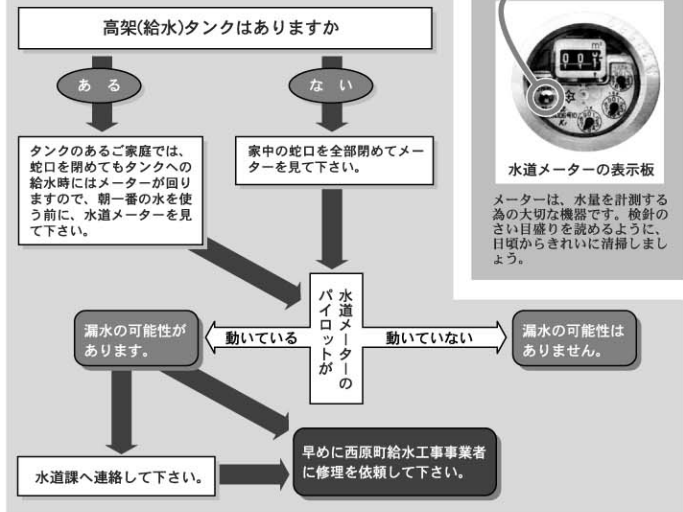 高架(給水)タンクはありますか
ある
ない
タンクのあるご家庭では、
蛇口を閉めてもタンクへの
給水時にはメーターが回り
ますので、朝一番の水を使
う前に、水道メーターを見
て下さい。
家中の蛇口を全部閉めてメー
ターを見て下さい。
水道メーターの
パイロットが
動いている
動いていない
漏水の可能性が
あります。
漏水の可能性は
ありません。
水道課へ連絡して下さい。
早めに西原町給水工事事業者
に修理を依頼して下さい。
m³
水道メーターの表示板
メーターは、水量を計測する
為の大切な機器です。検針の
さい目盛りを読めるように、
日頃からきれいに清掃しまし
ょう。